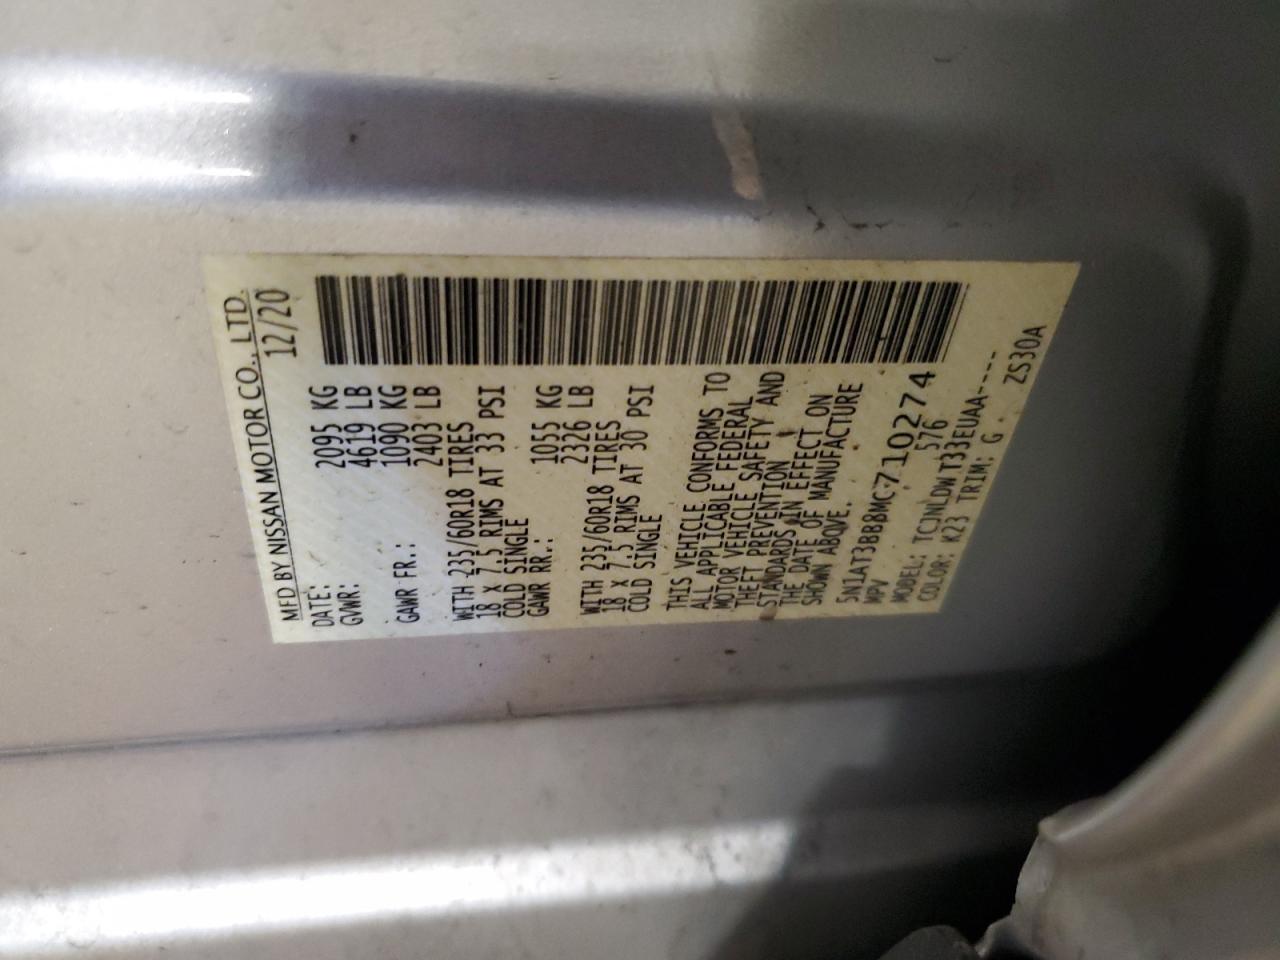 MFD BY NISSAN MOTOR CO., LTD.
DATE: 12/20
GVWR: 2095 KG
4619 LB
GAWR FR.: 1090 KG
2403 LB
WITH 235/60R18 TIRES
18 X 7.5 RIMS AT 33 PSI
COLD SINGLE
GAWR RR.: 1055 KG
2326 LB
WITH 235/60R18 TIRES
18 X 7.5 RIMS AT 30 PSI
COLD SINGLE
THIS VEHICLE CONFORMS TO
ALL APPLICABLE FEDERAL
MOTOR VEHICLE SAFETY AND
THEFT PREVENTION
STANDARDS IN EFFECT ON
THE DATE OF MANUFACTURE
SHOWN ABOVE.
5N1AT3BB8MC710274
MPV 576
MODEL: TCJNLDWT33EUAA----
COLOR: K23 TRIM: G ZS30A